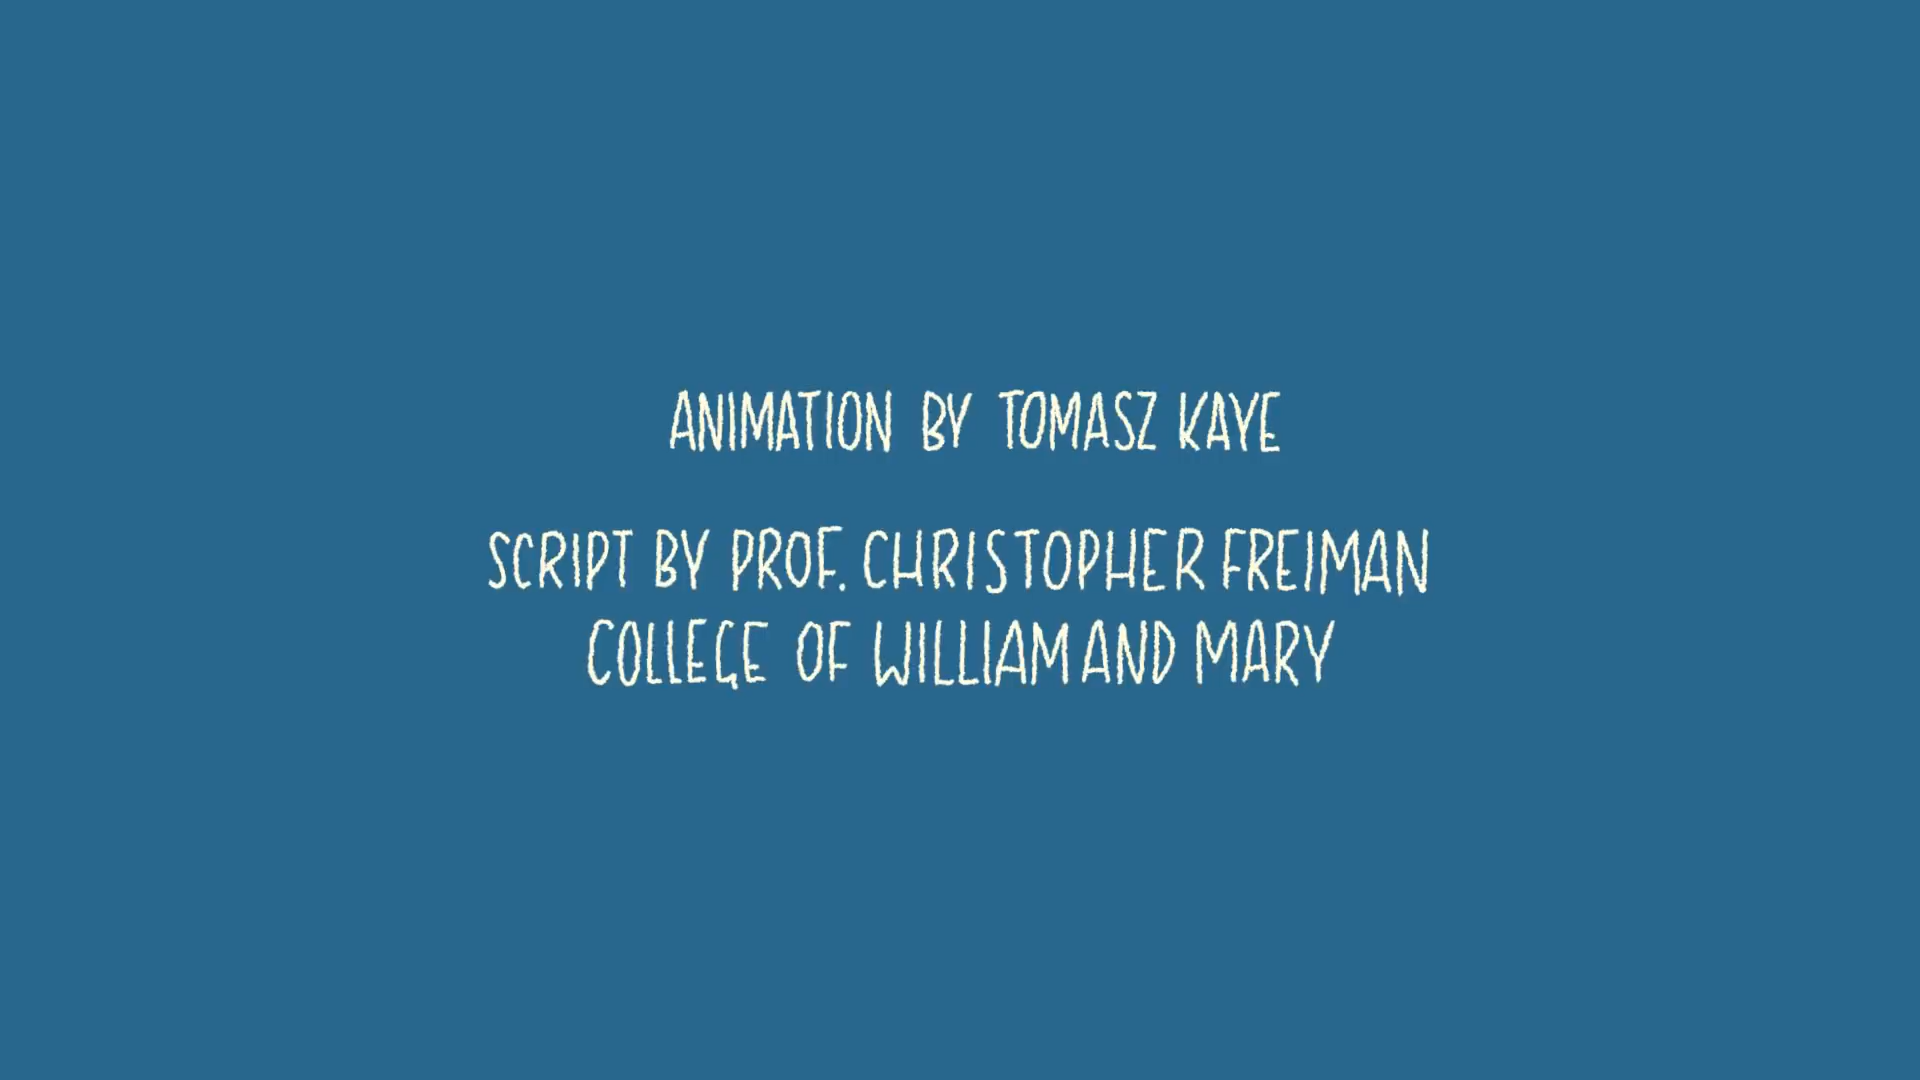 ANIMATION BY TOMASZ KAYE
SCRIPT BY PROF. CHRISTOPHER FREIMAN
COLLEGE OF WILLIAM AND MARY